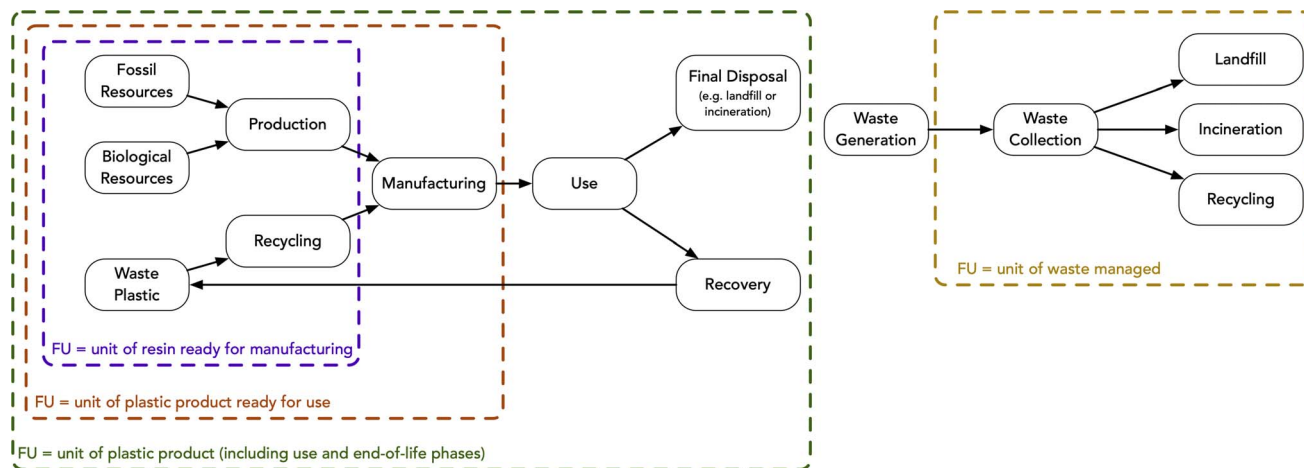 Fossil
Resources
Biological
Resources
Production
Waste
Plastic
Recycling
Manufacturing
Use
Final Disposal
(e.g. landfill or
incineration)
Recovery
FU = unit of resin ready for manufacturing
FU = unit of plastic product ready for use
FU = unit of plastic product (including use and end-of-life phases)
Waste
Generation
Waste
Collection
Landfill
Incineration
Recycling
FU = unit of waste managed